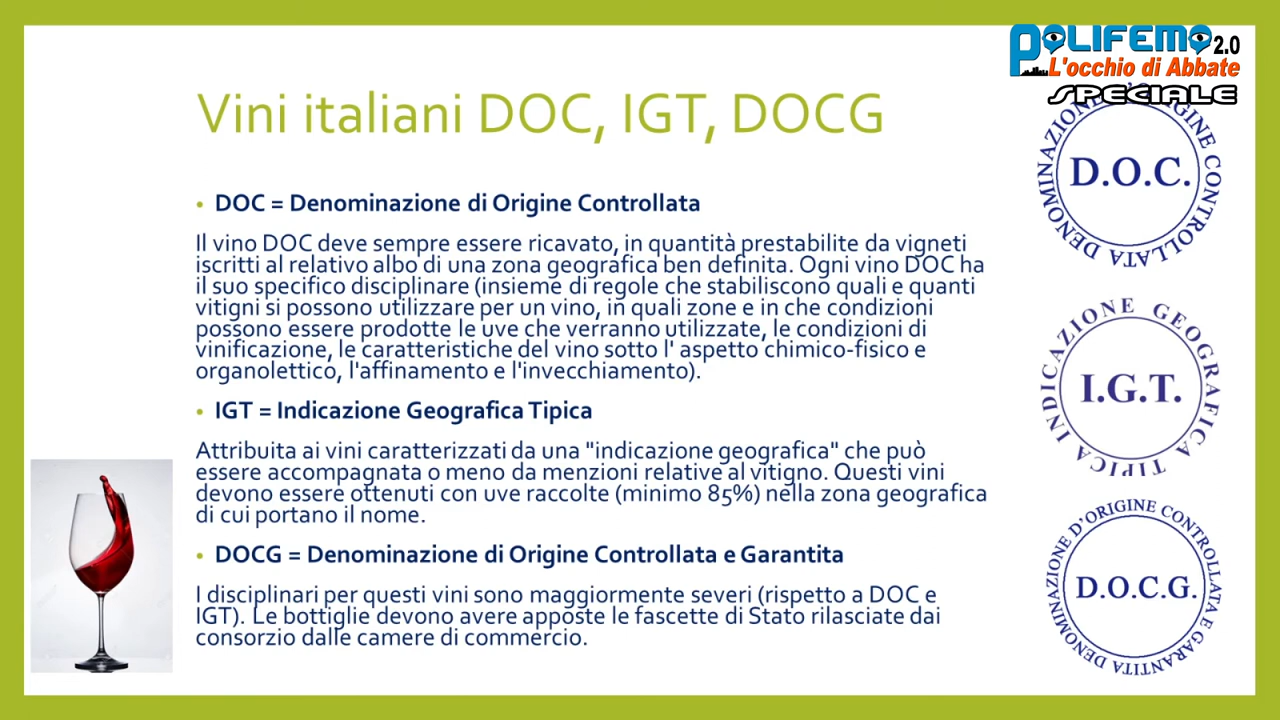 POLIFEMO 2.0
L'occhio di Abbate
SPECIALE
Vini italiani DOC, IGT, DOCG
• DOC = Denominazione di Origine Controllata
Il vino DOC deve sempre essere ricavato, in quantità prestabilite da vigneti
iscritti al relativo albo di una zona geografica ben definita. Ogni vino DOC ha
il suo specifico disciplinare (insieme di regole che stabiliscono quali e quanti
vitigni si possono utilizzare per un vino, in quali zone e in che condizioni
possono essere prodotte le uve che verranno utilizzate, le condizioni di
vinificazione, le caratteristiche del vino sotto l' aspetto chimico-fisico e
organolettico, l'affinamento e l'invecchiamento).
• IGT = Indicazione Geografica Tipica
Attribuita ai vini caratterizzati da una "indicazione geografica" che può
essere accompagnata o meno da menzioni relative al vitigno. Questi vini
devono essere ottenuti con uve raccolte (minimo 85%) nella zona geografica
di cui portano il nome.
• DOCG = Denominazione di Origine Controllata e Garantita
I disciplinari per questi vini sono maggiormente severi (rispetto a DOC e
IGT). Le bottiglie devono avere apposte le fascette di Stato rilasciate dai
consorzio dalle camere di commercio.
DENOMINAZIONE D'ORIGINE CONTROLLATA
D.O.C.
INDICAZIONE GEOGRAFICA TIPICA
I.G.T.
DENOMINAZIONE D'ORIGINE CONTROLLATA E GARANTITA
D.O.C.G.